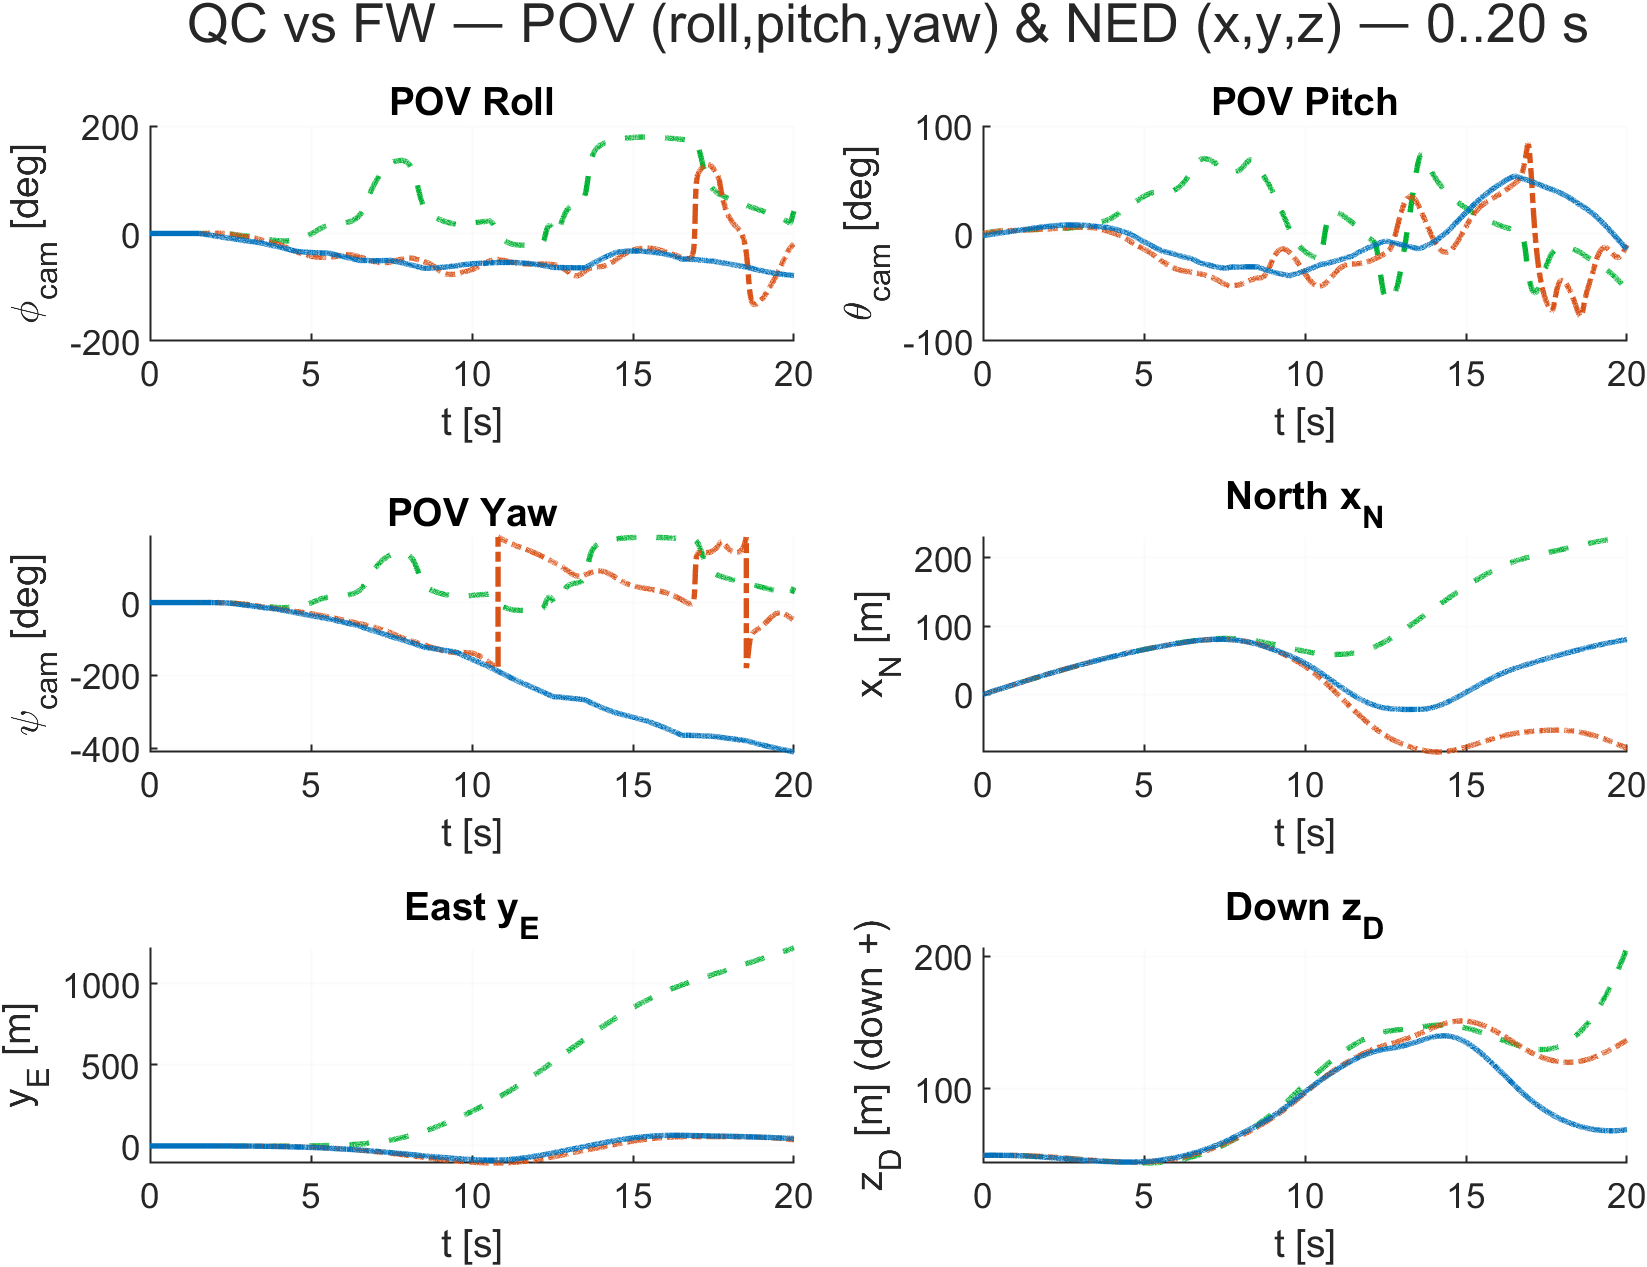 QC vs FW — POV (roll,pitch,yaw) & NED (x,y,z) — 0..20 s
POV Roll
ϕcam [deg]
200
0
-200
0 5 10 15 20
t [s]
POV Pitch
θcam [deg]
100
0
-100
0 5 10 15 20
t [s]
POV Yaw
ψcam [deg]
0
-200
-400
0 5 10 15 20
t [s]
North xN
xN [m]
200
100
0
0 5 10 15 20
t [s]
East yE
yE [m]
1000
500
0
0 5 10 15 20
t [s]
Down zD
zD [m] (down +)
200
100
0 5 10 15 20
t [s]